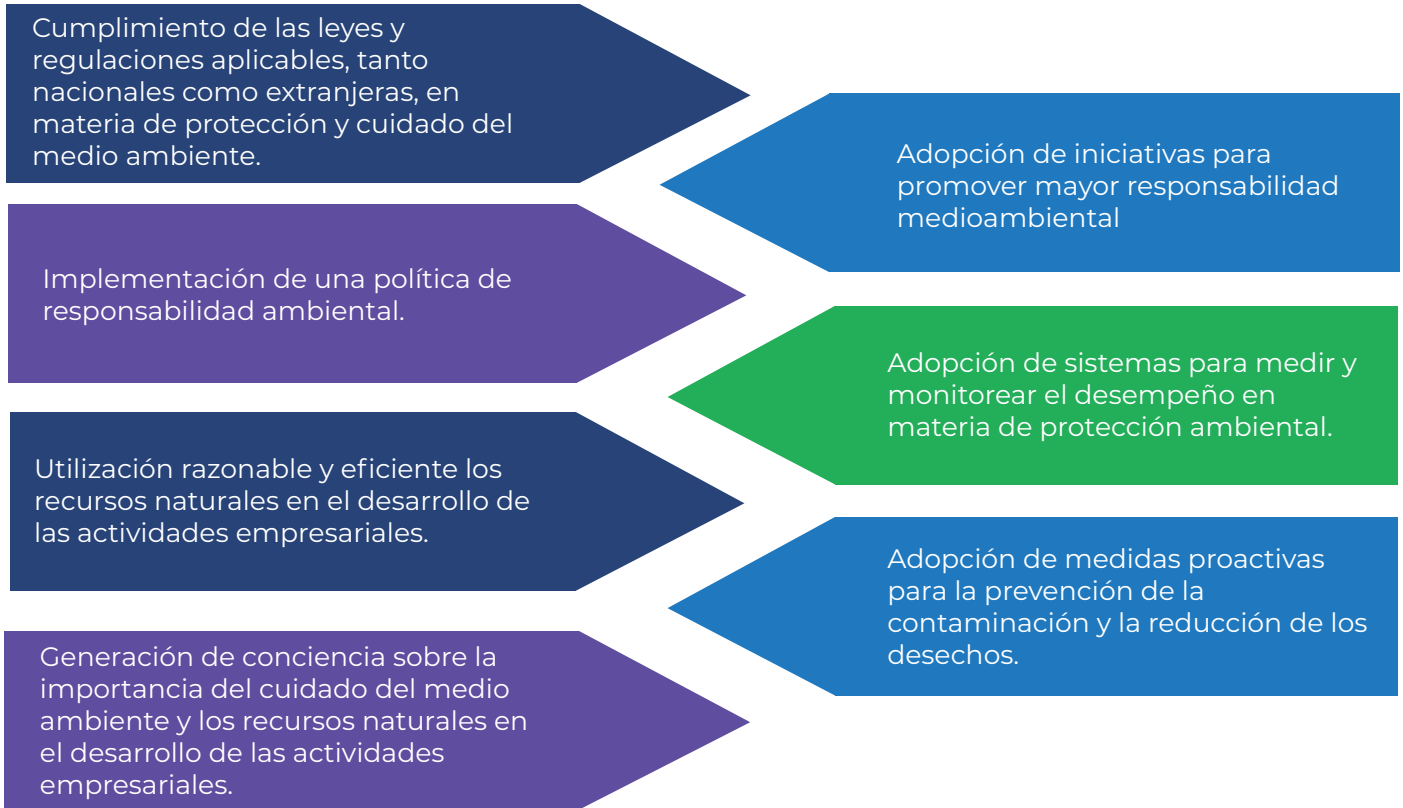 Cumplimiento de las leyes y
regulaciones aplicables, tanto
nacionales como extranjeras, en
materia de protección y cuidado del
medio ambiente.
Adopción de iniciativas para
promover mayor responsabilidad
medioambiental
Implementación de una política de
responsabilidad ambiental.
Adopción de sistemas para medir y
monitorear el desempeño en
materia de protección ambiental.
Utilización razonable y eficiente los
recursos naturales en el desarrollo de
las actividades empresariales.
Adopción de medidas proactivas
para la prevención de la
contaminación y la reducción de los
desechos.
Generación de conciencia sobre la
importancia del cuidado del medio
ambiente y los recursos naturales en
el desarrollo de las actividades
empresariales.